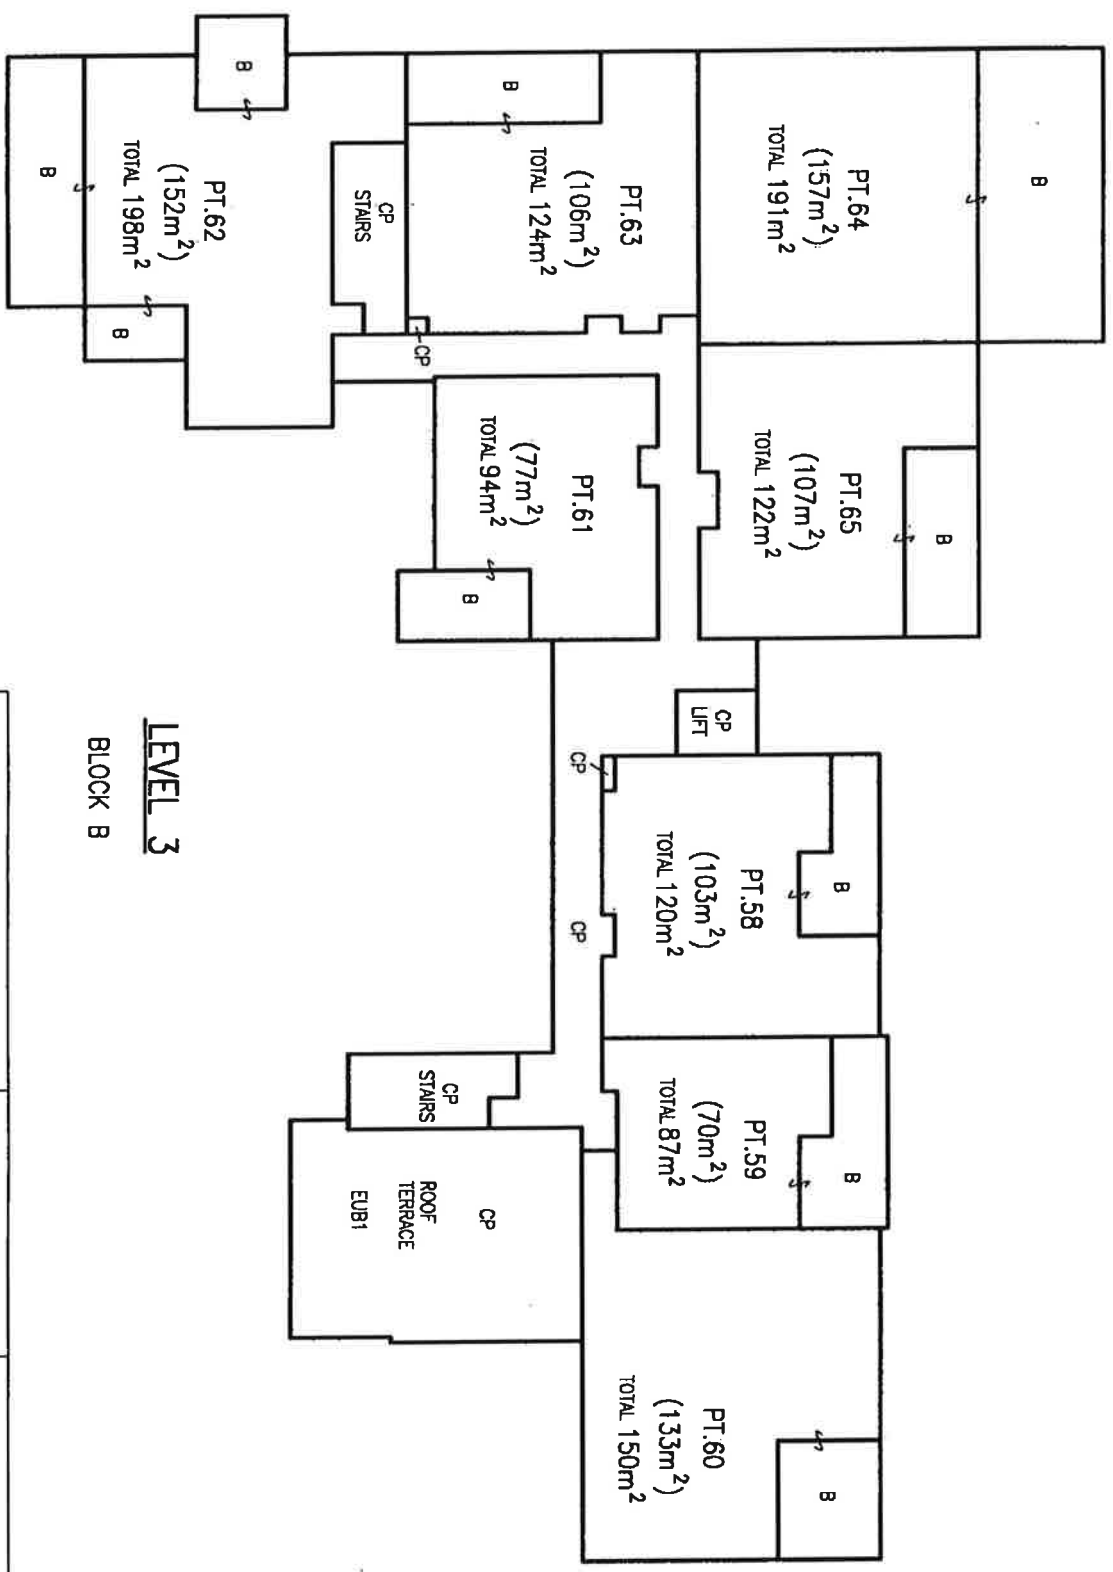 B
PT.64
(157m²)
TOTAL 191m²
B
PT.65
(107m²)
TOTAL 122m²
B
PT.63
(106m²)
TOTAL 124m²
CP
CP
STAIRS
B
PT.62
(152m²)
TOTAL 198m²
B
B
PT.61
(77m²)
TOTAL 94m²
B
CP
LIFT
B
PT.58
(103m²)
TOTAL 120m²
CP
CP
B
PT.59
(70m²)
TOTAL 87m²
B
PT.60
(133m²)
TOTAL 150m²
CP
STAIRS
CP
ROOF
TERRACE
EUB1
LEVEL 3
BLOCK B